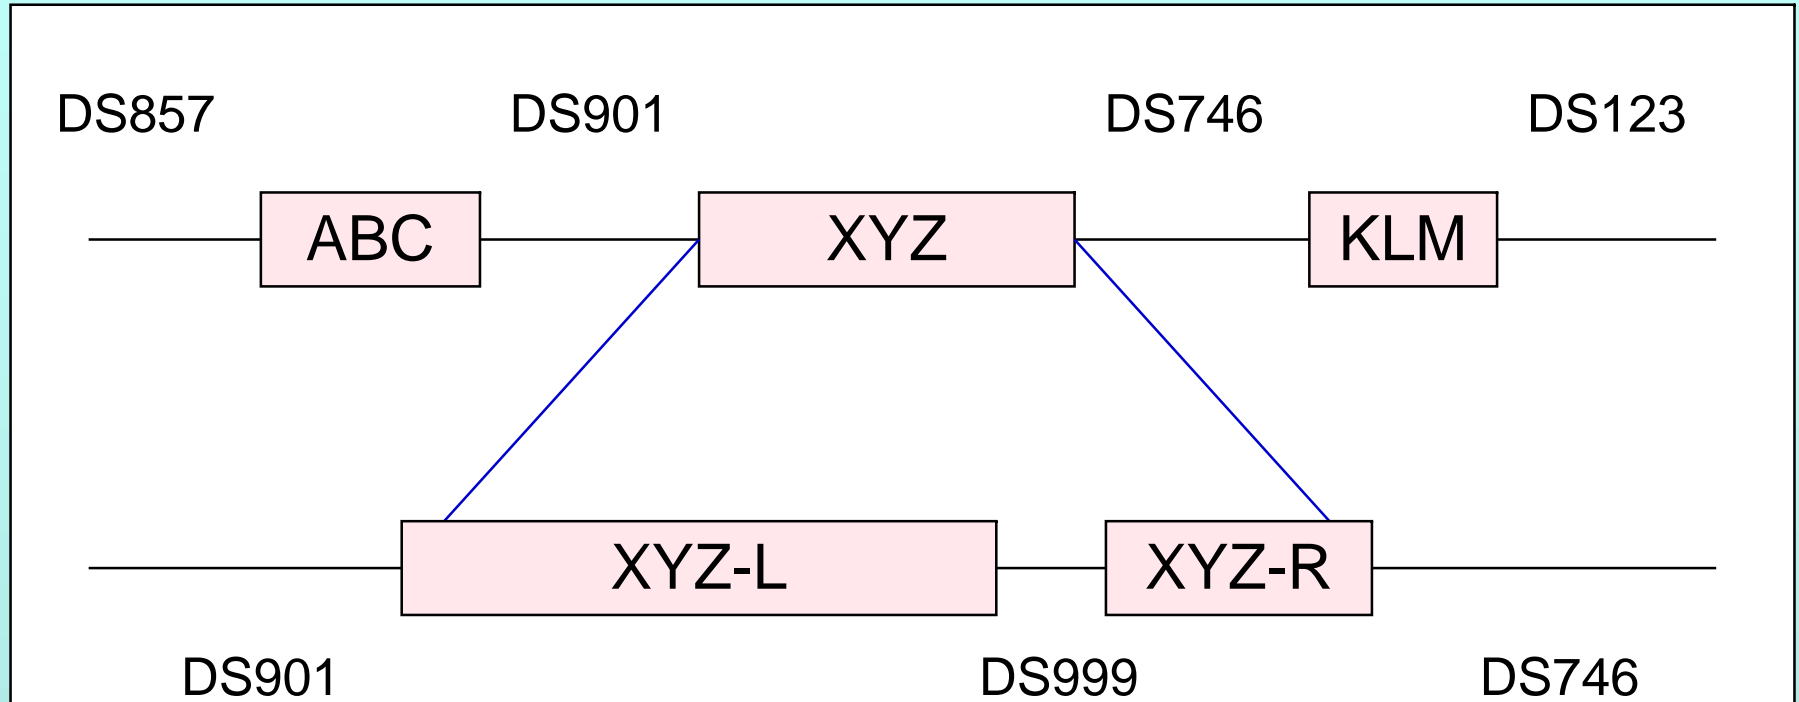 DS857 DS901 DS746 DS123
ABC XYZ KLM
XYZ-L XYZ-R
DS901 DS999 DS746